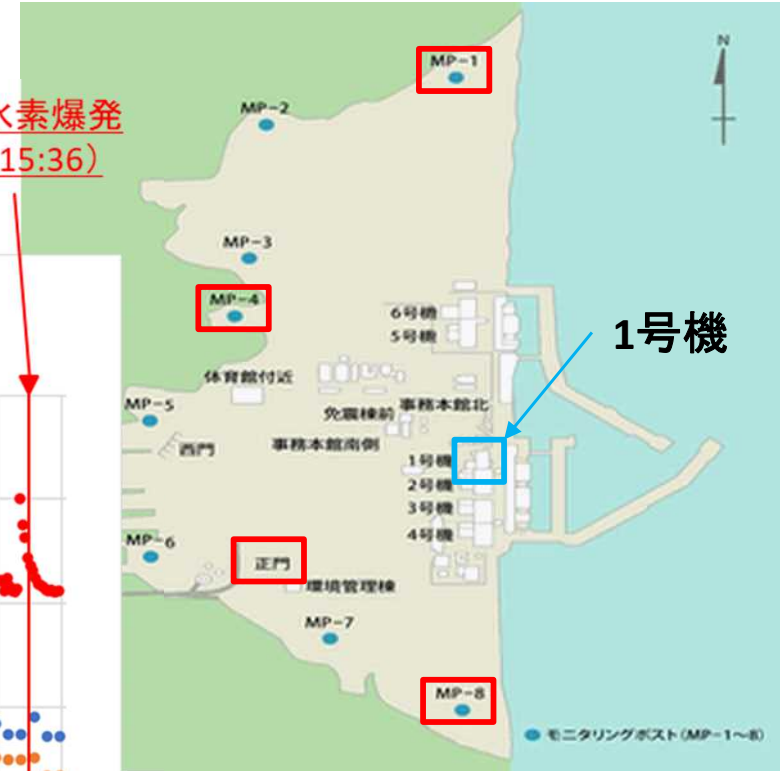 水素爆発
15:36）
N
MP-1
MP-2
MP-3
MP-4
6号機
5号機
1号機
体育館付近
MP-5
免震棟前
事務本館北
西門
事務本館南側
1号機
2号機
3号機
4号機
MP-6
正門
環境管理棟
MP-7
MP-8
モニタリングポスト（MP-1～8）